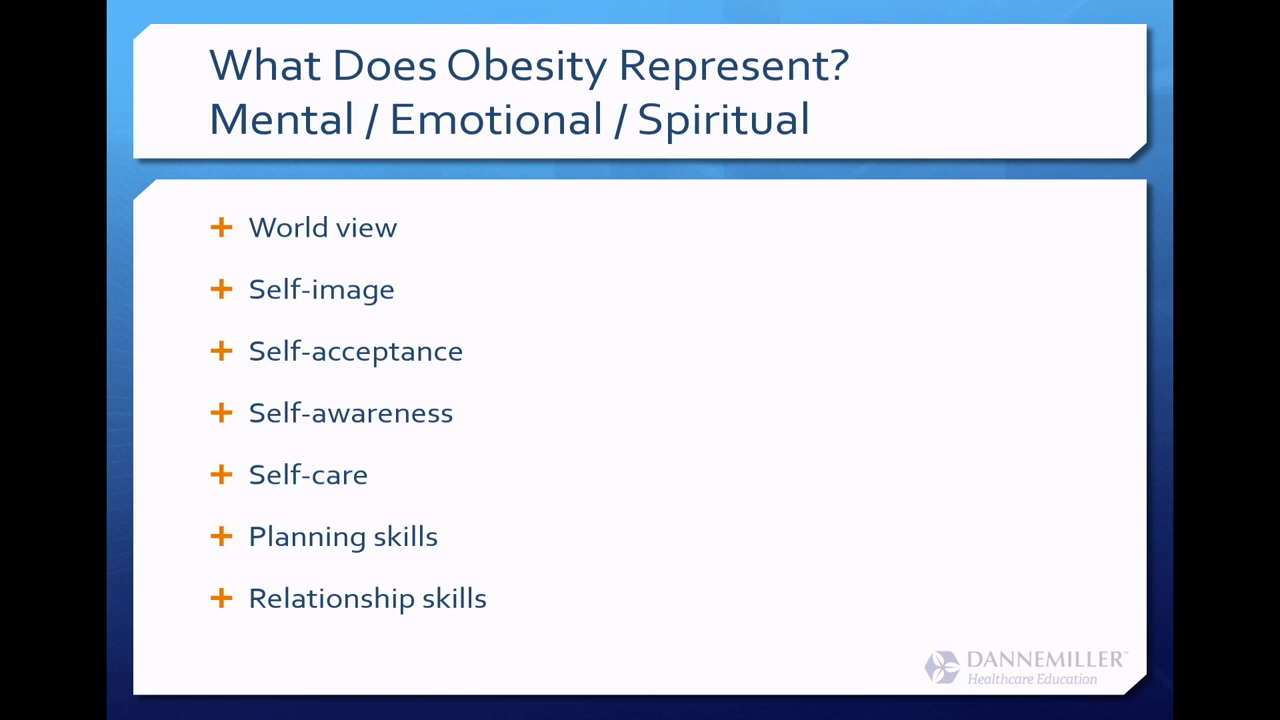 What Does Obesity Represent?
Mental / Emotional / Spiritual
World view
Self-image
Self-acceptance
Self-awareness
Self-care
Planning skills
Relationship skills
DANNEMILLER™
Healthcare Education